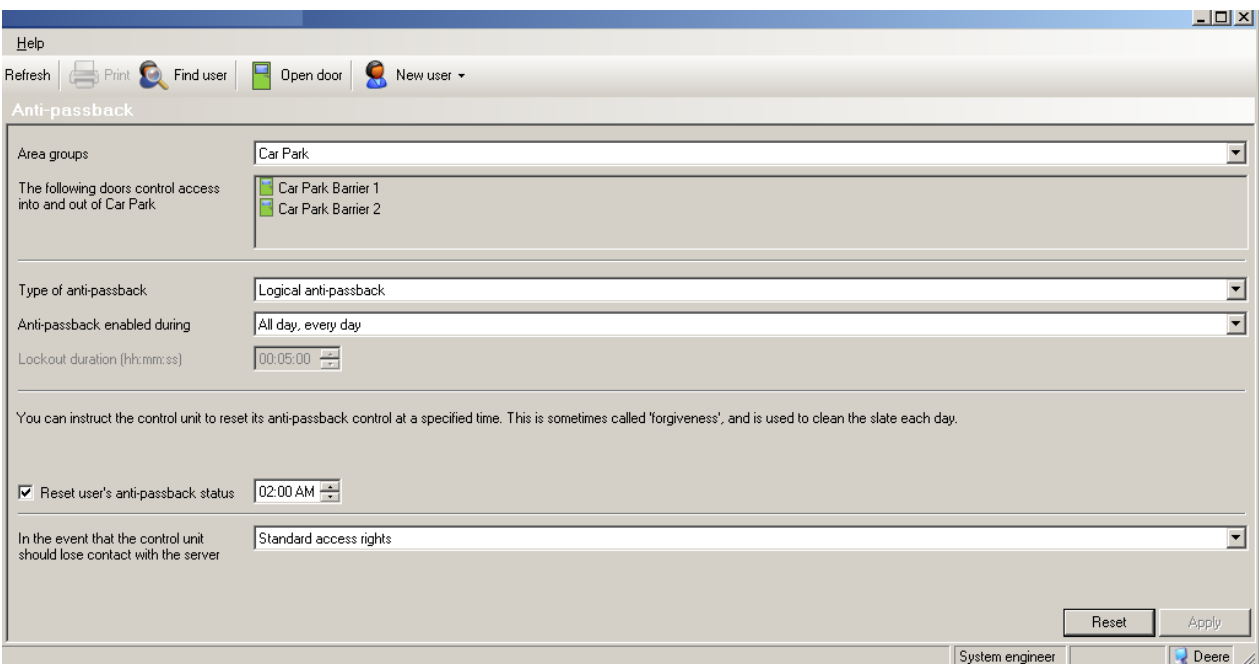 Help
Refresh Print Find user Open door New user
Anti-passback
Area groups Car Park
The following doors control access
into and out of Car Park
Car Park Barrier 1
Car Park Barrier 2
Type of anti-passback Logical anti-passback
Anti-passback enabled during All day, every day
Lockout duration (hh:mm:ss) 00:05:00
You can instruct the control unit to reset its anti-passback control at a specified time. This is sometimes called 'forgiveness', and is used to clean the slate each day.
Reset user's anti-passback status 02:00 AM
In the event that the control unit
should lose contact with the server
Standard access rights
Reset Apply
System engineer Deere